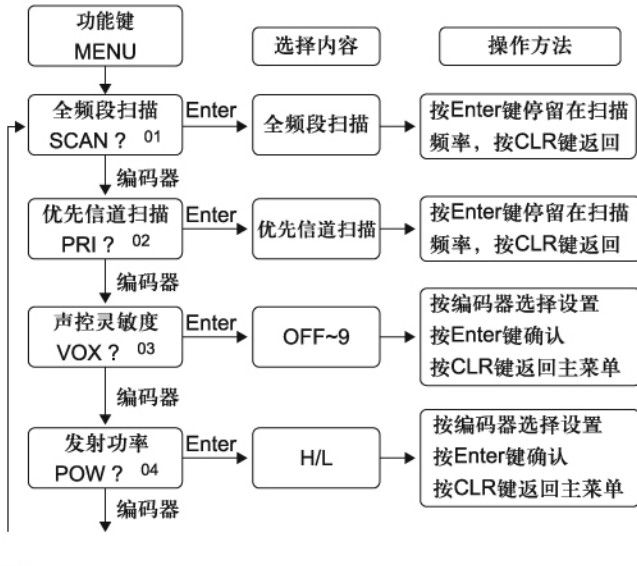 功能键
MENU
选择内容
操作方法
全频段扫描
SCAN？ 01
Enter
全频段扫描
按Enter键停留在扫描
频率，按CLR键返回
编码器
优先信道扫描
PRI？ 02
Enter
优先信道扫描
按Enter键停留在扫描
频率，按CLR键返回
编码器
声控灵敏度
VOX？ 03
Enter
OFF~9
按编码器选择设置
按Enter键确认
按CLR键返回主菜单
编码器
发射功率
POW？ 04
Enter
H/L
按编码器选择设置
按Enter键确认
按CLR键返回主菜单
编码器